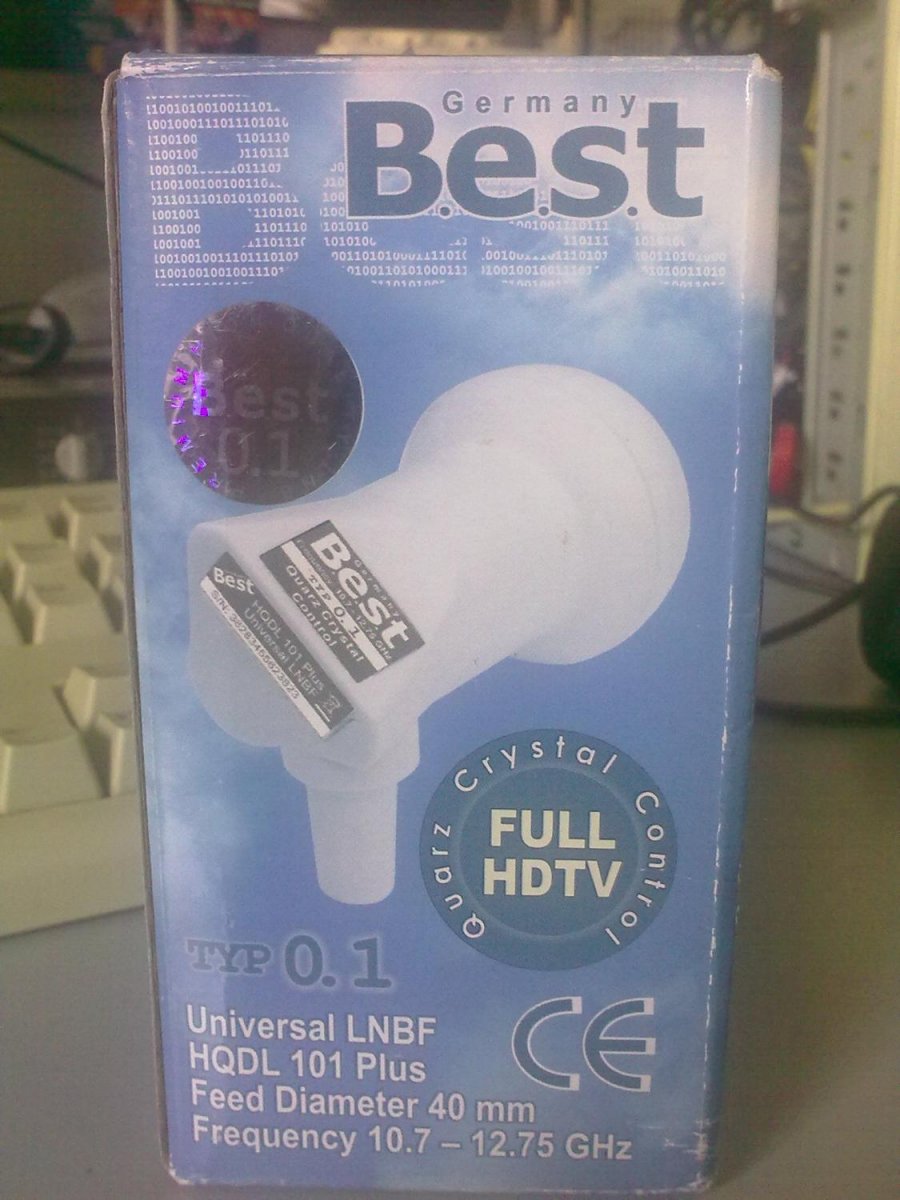 Germany
B.e.s.t
Best
0.1
Germany
Best
TYP 0.1
Quarz Crystal
Control
Best
HQDL 101 Plus
Universal LNBF
Quarz Crystal Control
FULL
HDTV
TYP 0.1
Universal LNBF
HQDL 101 Plus
Feed Diameter 40 mm
Frequency 10.7 – 12.75 GHz
CE